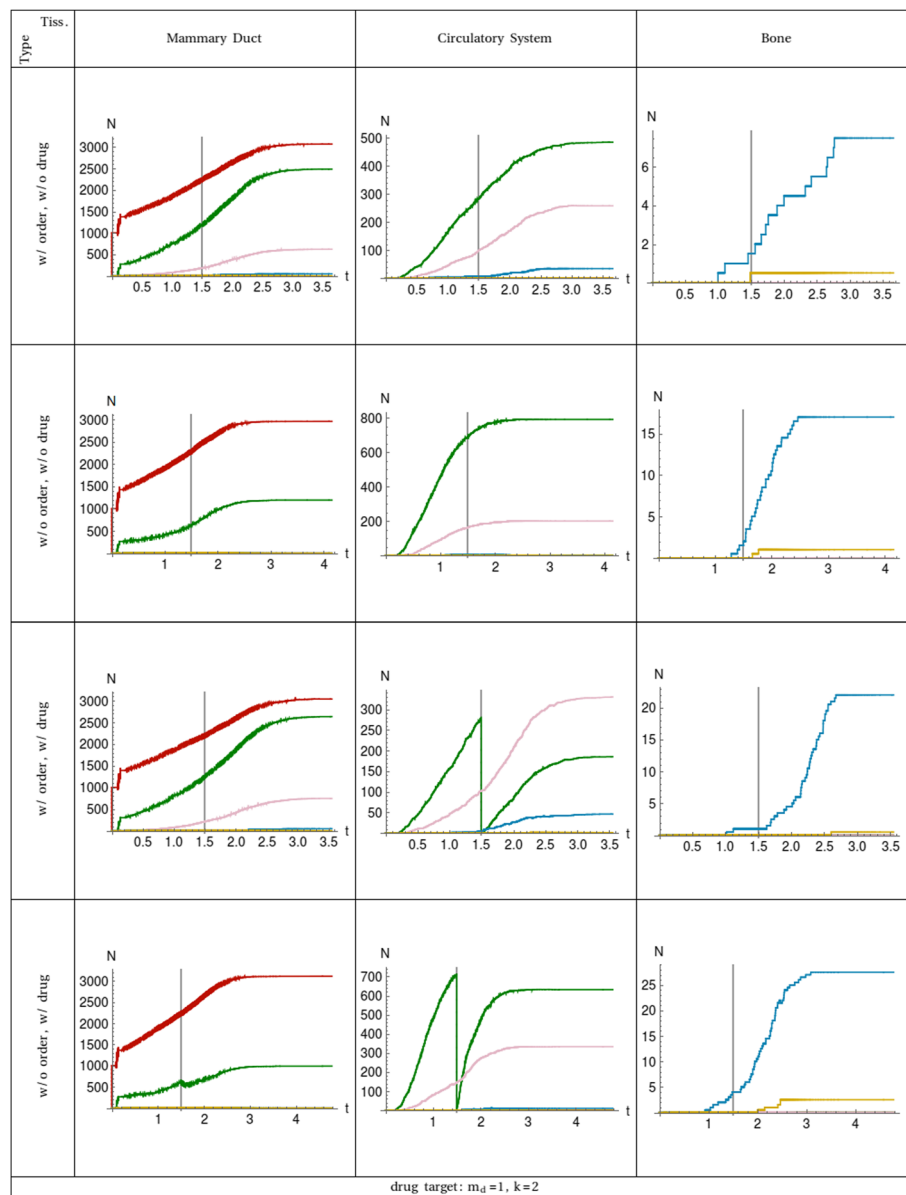 Tiss.
Type
Mammary Duct
Circulatory System
Bone
w/ order, w/o drug
N
3000
2500
2000
1500
1000
500
0.5 1.0 1.5 2.0 2.5 3.0 3.5
t
N
500
400
300
200
100
0.5 1.0 1.5 2.0 2.5 3.0 3.5
N
6
4
2
0.5 1.0 1.5 2.0 2.5 3.0 3.5
w/o order, w/o drug
N
3000
2500
2000
1500
1000
500
1 2 3 4
t
N
800
600
400
200
1 2 3 4
N
15
10
5
1 2 3 4
w/ order, w/ drug
N
3000
2500
2000
1500
1000
500
0.5 1.0 1.5 2.0 2.5 3.0 3.5
t
N
300
250
200
150
100
50
0.5 1.0 1.5 2.0 2.5 3.0 3.5
t
N
20
15
10
5
0.5 1.0 1.5 2.0 2.5 3.0 3.5
w/o order, w/ drug
N
3000
2500
2000
1500
1000
500
1 2 3 4
t
N
700
600
500
400
300
200
100
1 2 3 4
t
N
25
20
15
10
5
1 2 3 4
drug target: m_d=1, k=2